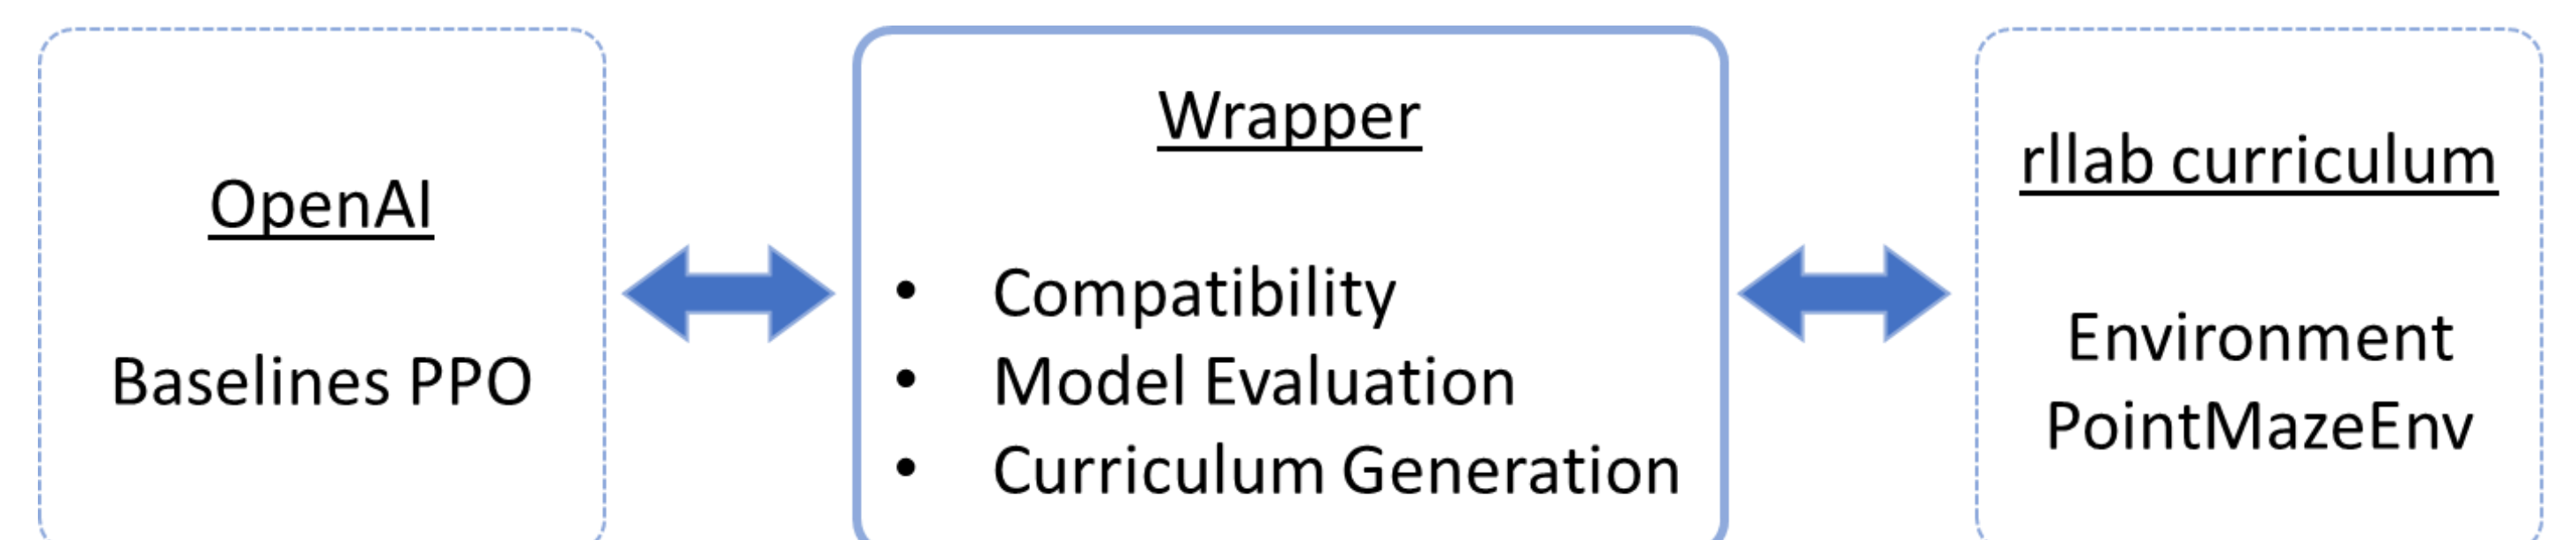 OpenAI
Baselines PPO
Wrapper
• Compatibility
• Model Evaluation
• Curriculum Generation
rllab curriculum
Environment
PointMazeEnv